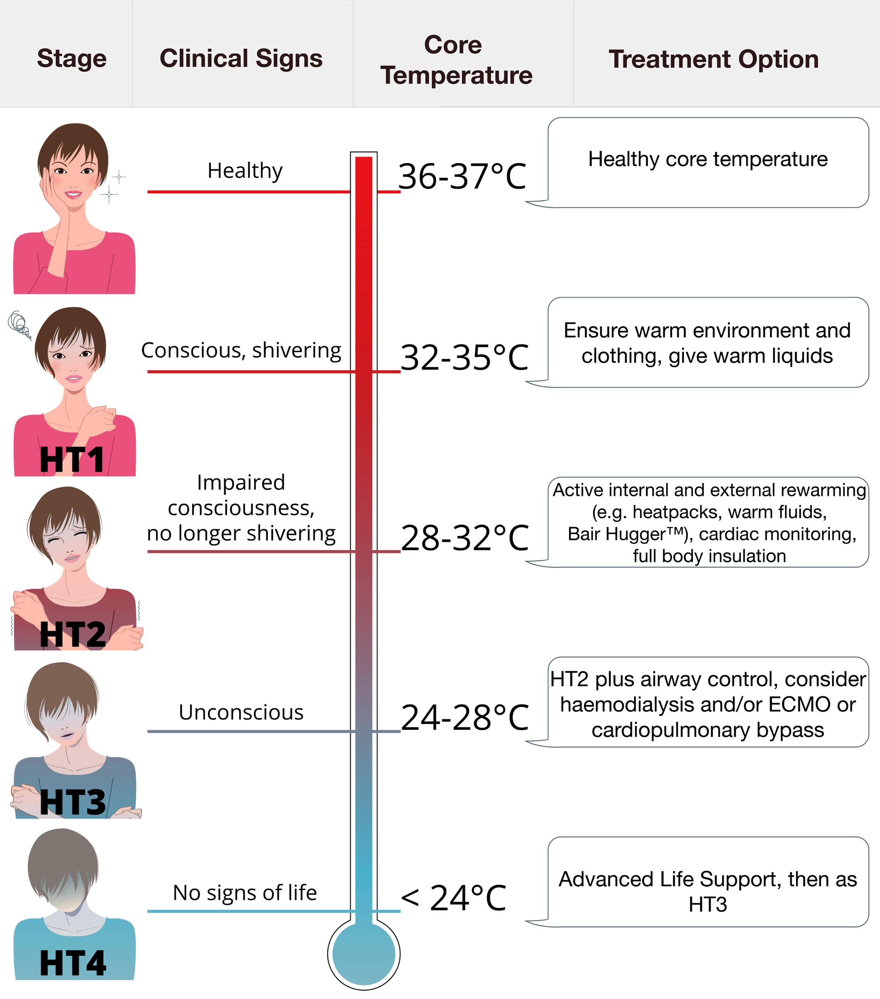 Stage
Clinical Signs
Core
Temperature
Treatment Option
Healthy
36-37°C
Healthy core temperature
HT1
Conscious, shivering
32-35°C
Ensure warm environment and
clothing, give warm liquids
HT2
Impaired
consciousness,
no longer shivering
28-32°C
Active internal and external rewarming
(e.g. heatpacks, warm fluids,
Bair Hugger™), cardiac monitoring,
full body insulation
HT3
Unconscious
24-28°C
HT2 plus airway control, consider
haemodialysis and/or ECMO or
cardiopulmonary bypass
HT4
No signs of life
< 24°C
Advanced Life Support, then as
HT3